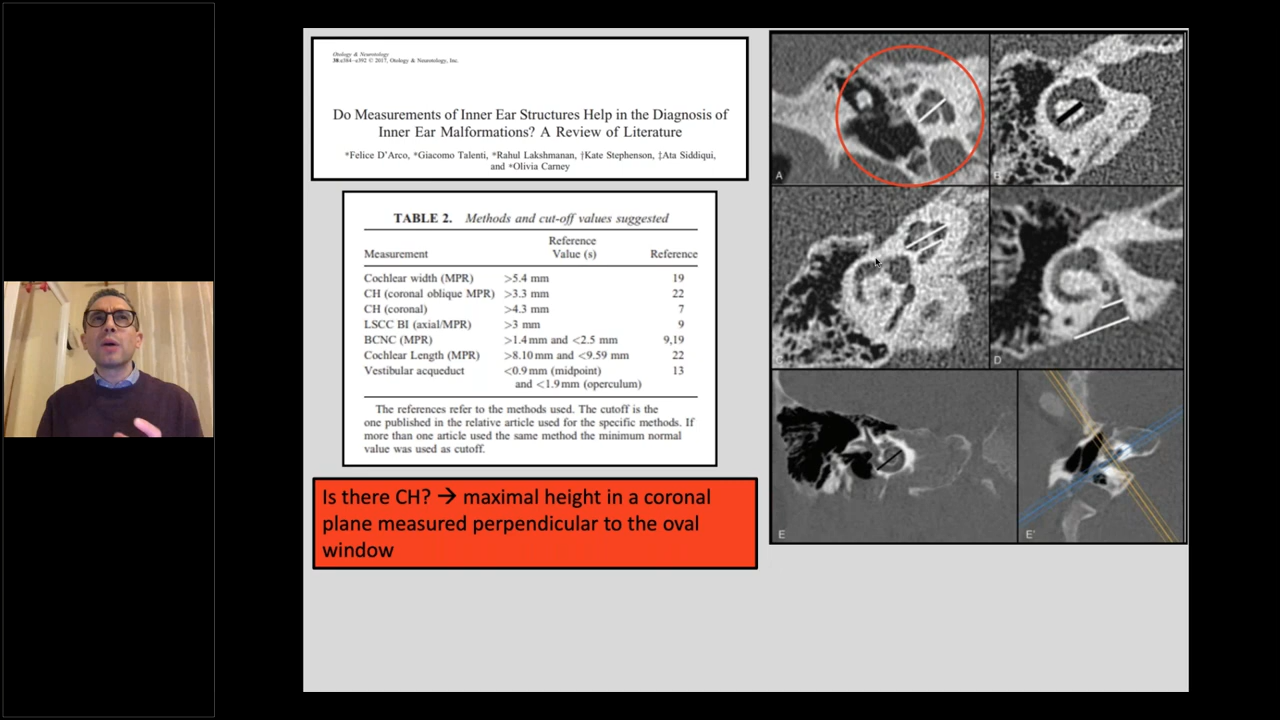 Otology & Neurotology
38:e384–e392 © 2017, Otology & Neurotology, Inc.
Do Measurements of Inner Ear Structures Help in the Diagnosis of
Inner Ear Malformations? A Review of Literature
*Felice D'Arco, *Giacomo Talenti, *Rahul Lakshmanan, †Kate Stephenson, ‡Ata Siddiqui,
and *Olivia Carney
TABLE 2. Methods and cut-off values suggested
Reference
Measurement Value (s) Reference
Cochlear width (MPR) >5.4 mm 19
CH (coronal oblique MPR) >3.3 mm 22
CH (coronal) >4.3 mm 7
LSCC BI (axial/MPR) >3 mm 9
BCNC (MPR) >1.4 mm and <2.5 mm 9,19
Cochlear Length (MPR) >8.10 mm and <9.59 mm 22
Vestibular acqueduct <0.9 mm (midpoint) 13
and <1.9 mm (operculum)
The references refer to the methods used. The cutoff is the
one published in the relative article used for the specific methods. If
more than one article used the same method the minimum normal
value was used as cutoff.
Is there CH? → maximal height in a coronal
plane measured perpendicular to the oval
window
A
B
C
D
E
E'